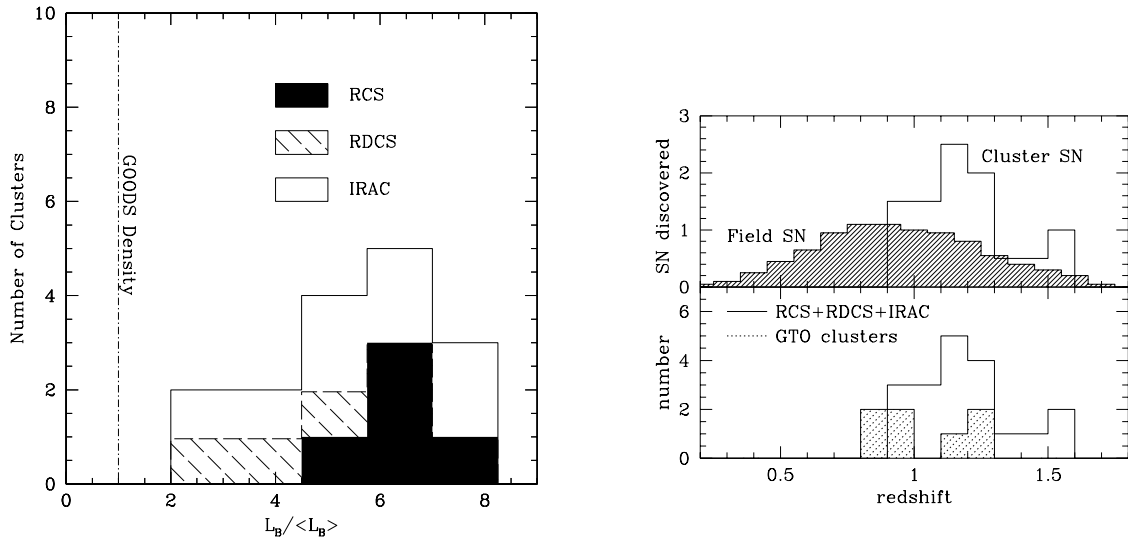 10
8
6
4
2
0
Number of Clusters
GOODS Density
RCS
RDCS
IRAC
0 2 4 6 8
L_B/<L_B>
3
2
1
0
SN discovered
Cluster SN
Field SN
6
4
2
0
number
RCS+RDCS+IRAC
GTO clusters
0.5 1 1.5
redshift